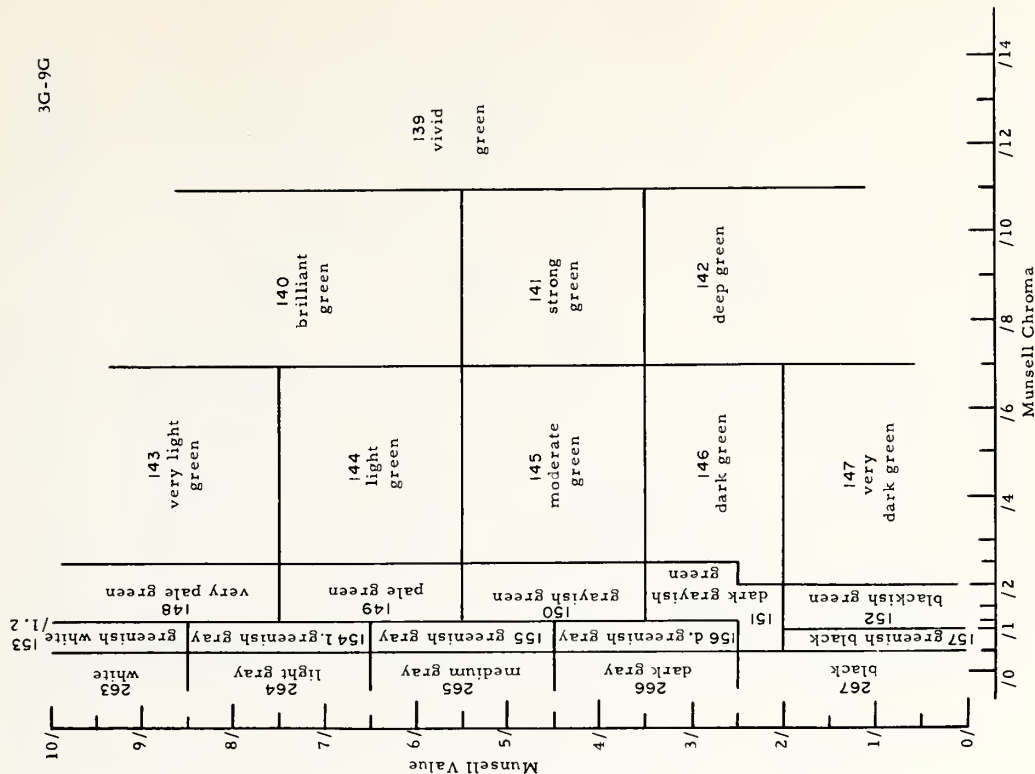 3G-9G
Munsell Value
10/
9/
8/
7/
6/
5/
4/
3/
2/
1/
0/
263
white
264
light gray
265
medium gray
266
dark gray
267
black
153
greenish white
/1.2
154 l. greenish gray
155 greenish gray
156 d. greenish gray
157 greenish black
148
very pale green
149
pale green
150
grayish green
151
dark grayish
green
152
blackish green
143
very light
green
144
light
green
145
moderate
green
146
dark green
147
very
dark green
140
brilliant
green
141
strong
green
142
deep green
139
vivid
green
/0
/1
/2
/4
/6
/8
/10
/12
/14
Munsell Chroma